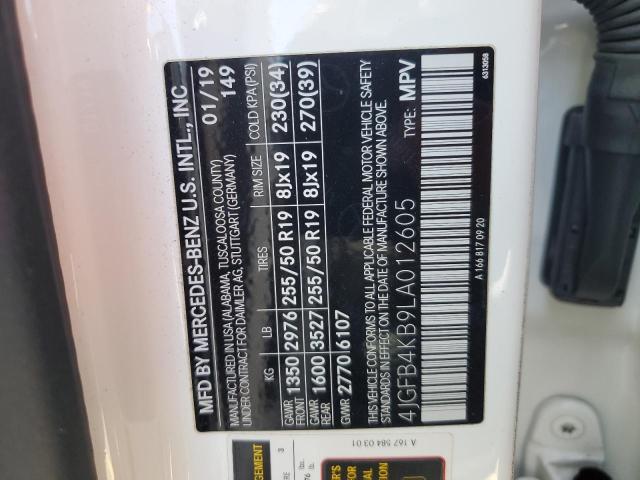 MFD BY MERCEDES-BENZ U.S. INTL., INC
01/19
MANUFACTURED IN USA (ALABAMA, TUSCALOOSA COUNTY)
UNDER CONTRACT FOR DAIMLER AG, STUTTGART (GERMANY)
149
KG LB TIRES RIM SIZE COLD KPA(PSI)
GAWR FRONT 1350 2976 255/50 R19 8Jx19 230(34)
GAWR REAR 1600 3527 255/50 R19 8Jx19 270(39)
GWR 2770 6107
THIS VEHICLE CONFORMS TO ALL APPLICABLE FEDERAL MOTOR VEHICLE SAFETY
STANDARDS IN EFFECT ON THE DATE OF MANUFACTURE SHOWN ABOVE.
4JGFB4KB9LA012605 TYPE: MPV
A 166 817 09 20
6313058
A 167 584 03 01